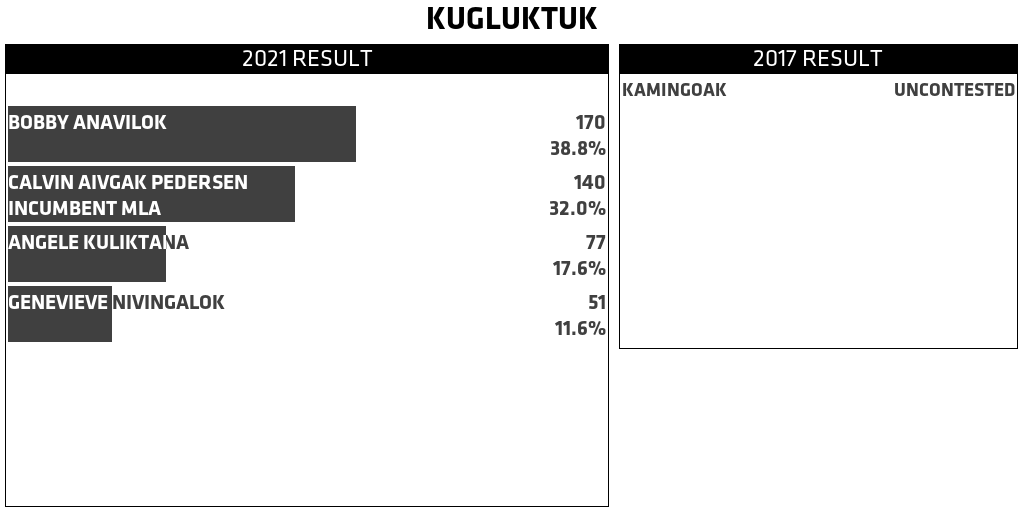 KUGLUKTUK
2021 RESULT
BOBBY ANAVILOK 170
38.8%
CALVIN AIVGAK PEDERSEN 140
INCUMBENT MLA 32.0%
ANGELE KULIKTANA 77
17.6%
GENEVIEVE NIVINGALOK 51
11.6%
2017 RESULT
KAMINGOAK UNCONTESTED